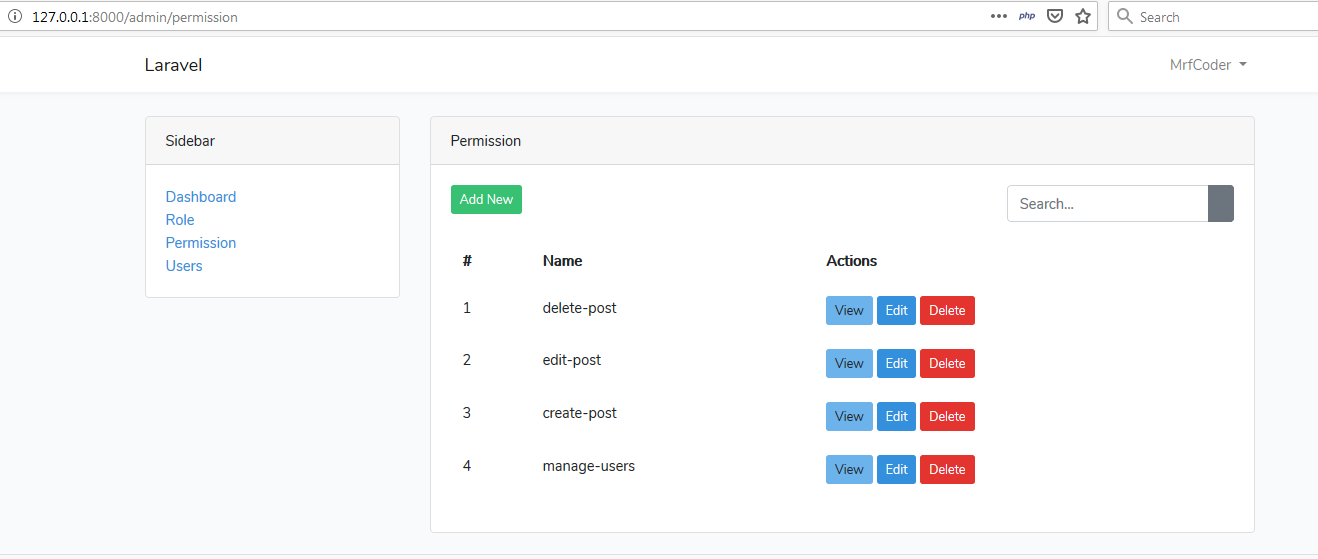 127.0.0.1:8000/admin/permission
php
Search
Laravel
MrfCoder
Sidebar
Dashboard
Role
Permission
Users
Permission
Add New
Search...
# Name Actions
1 delete-post View Edit Delete
2 edit-post View Edit Delete
3 create-post View Edit Delete
4 manage-users View Edit Delete